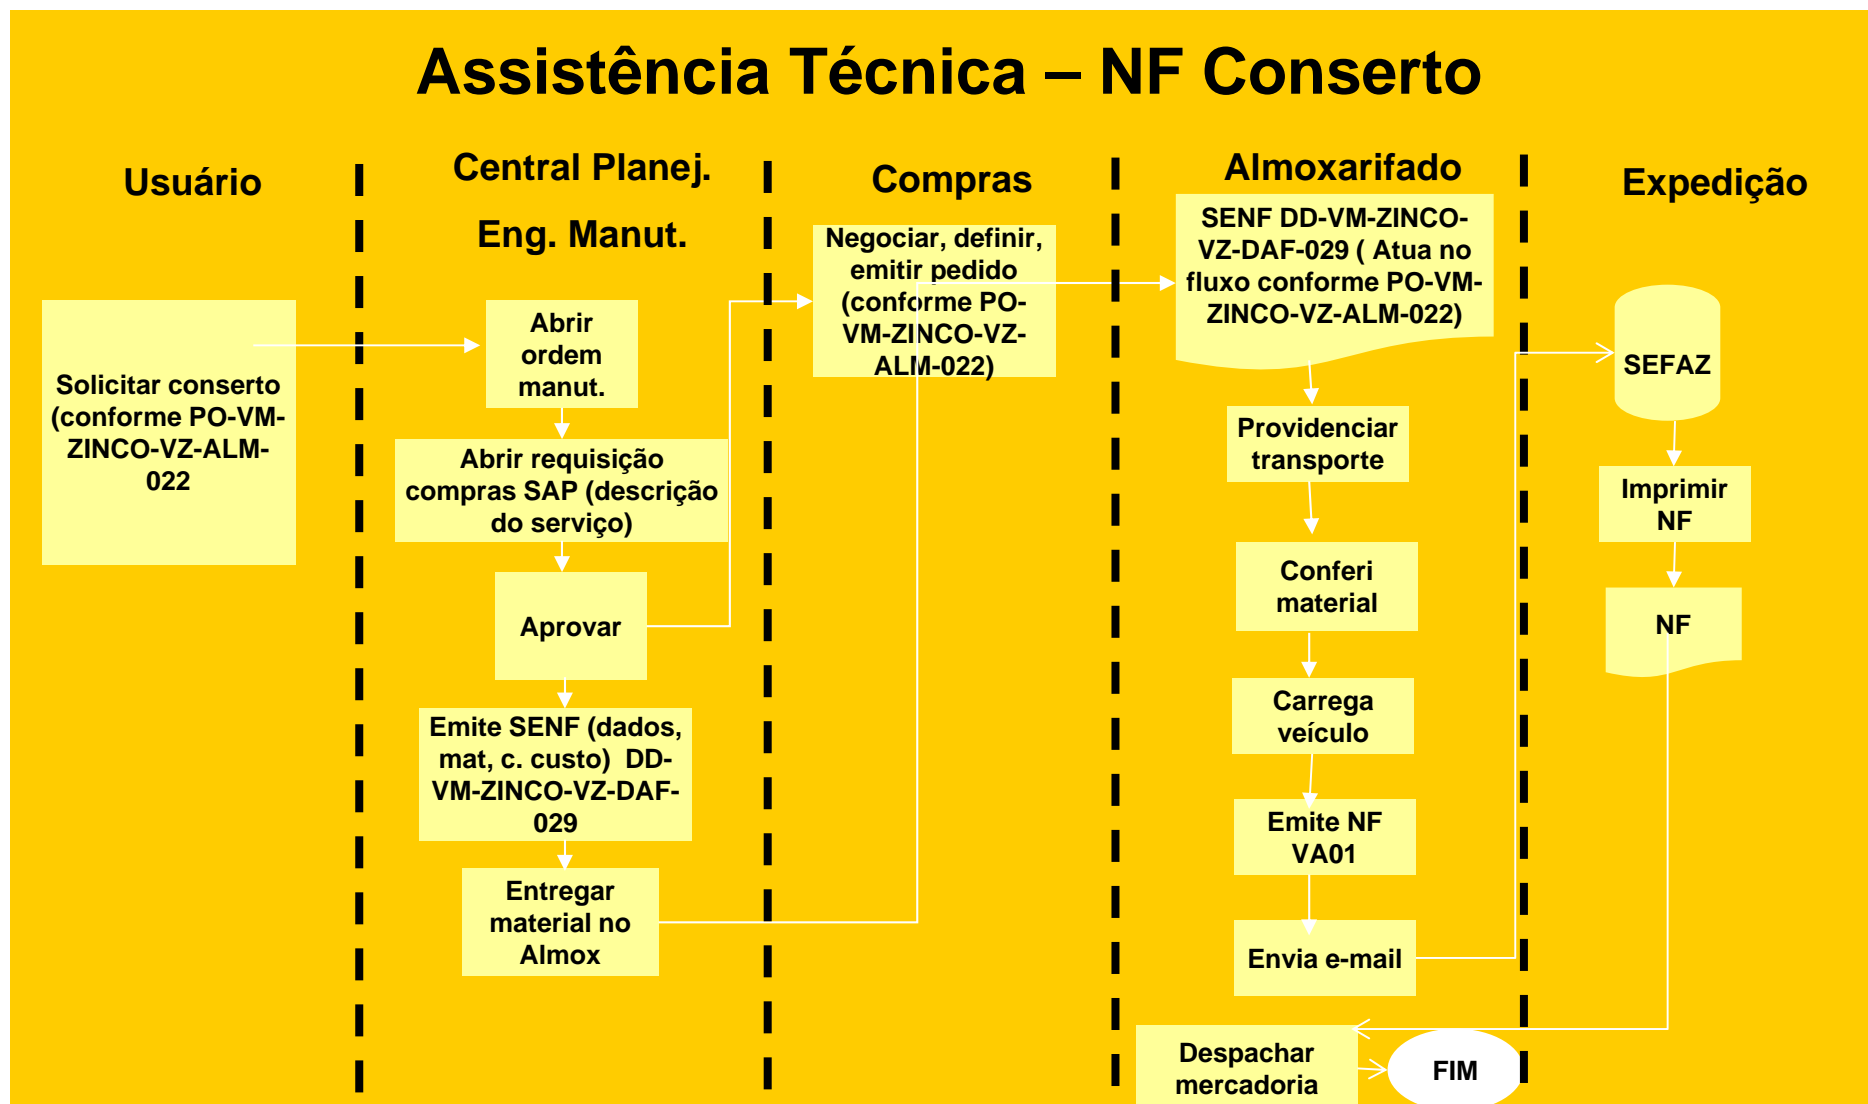 Assistência Técnica – NF Conserto
Usuário
Solicitar conserto
(conforme PO-VM-
ZINCO-VZ-ALM-
022
Central Planej.
Eng. Manut.
Abrir
ordem
manut.
Abrir requisição
compras SAP (descrição
do serviço)
Aprovar
Emite SENF (dados,
mat, c. custo)  DD-
VM-ZINCO-VZ-DAF-
029
Entregar
material no
Almox
Compras
Negociar, definir,
emitir pedido
(conforme PO-
VM-ZINCO-VZ-
ALM-022)
Almoxarifado
SENF DD-VM-ZINCO-
VZ-DAF-029 ( Atua no
fluxo conforme PO-VM-
ZINCO-VZ-ALM-022)
Providenciar
transporte
Conferi
material
Carrega
veículo
Emite NF
VA01
Envia e-mail
Despachar
mercadoria
FIM
Expedição
SEFAZ
Imprimir
NF
NF